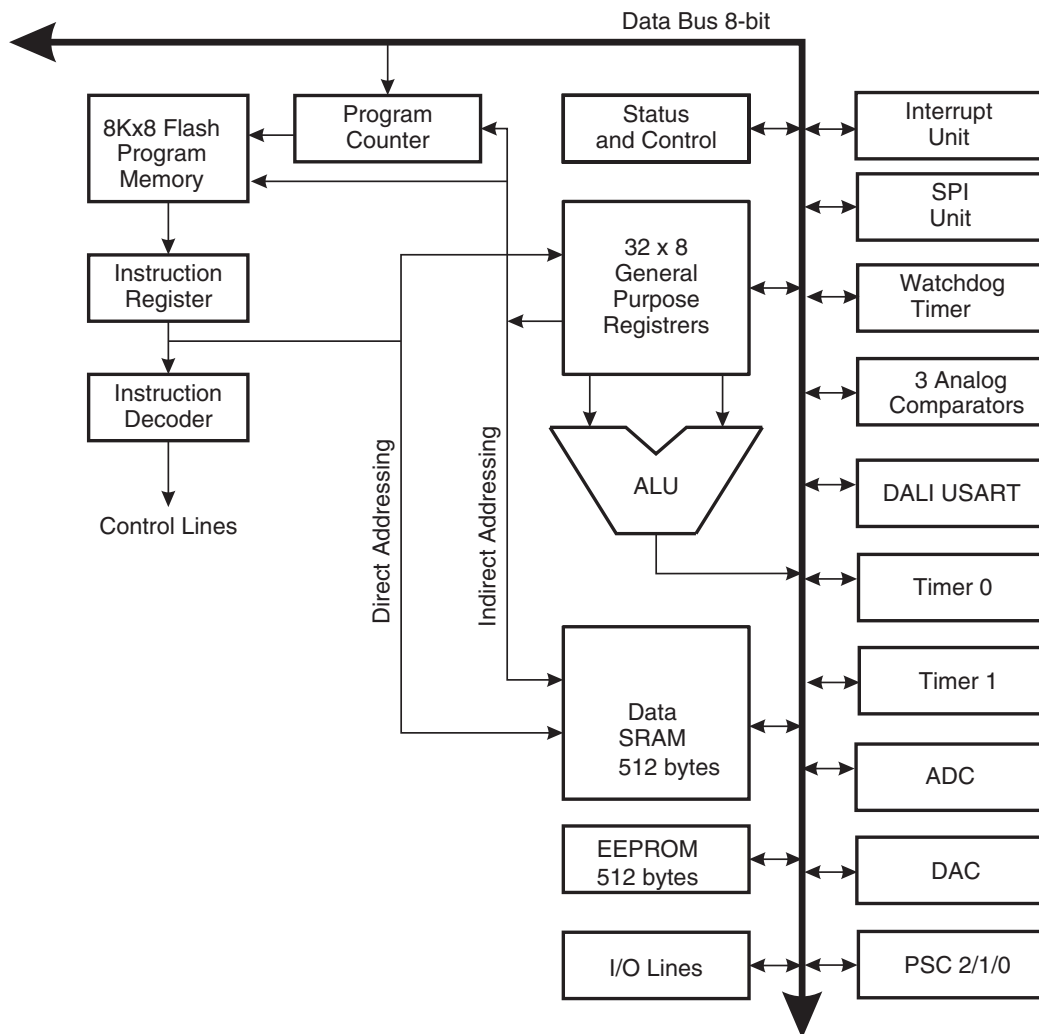 Data Bus 8-bit
8Kx8 Flash
Program
Memory
Program
Counter
Status
and Control
Interrupt
Unit
SPI
Unit
Instruction
Register
32 x 8
General
Purpose
Registrers
Watchdog
Timer
Instruction
Decoder
3 Analog
Comparators
Control Lines
Direct Addressing
Indirect Addressing
ALU
DALI USART
Timer 0
Timer 1
Data
SRAM
512 bytes
ADC
EEPROM
512 bytes
DAC
I/O Lines
PSC 2/1/0